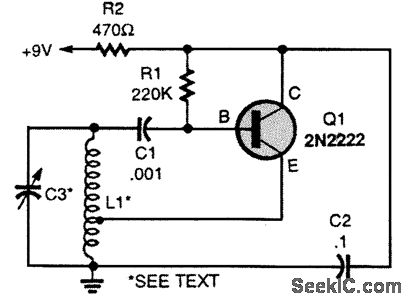 R2
470Ω
+9V
R1
220K
C
B
Q1
2N2222
C1
.001
E
C3*
L1*
C2
.1
*SEE TEXT
SeekIC.com